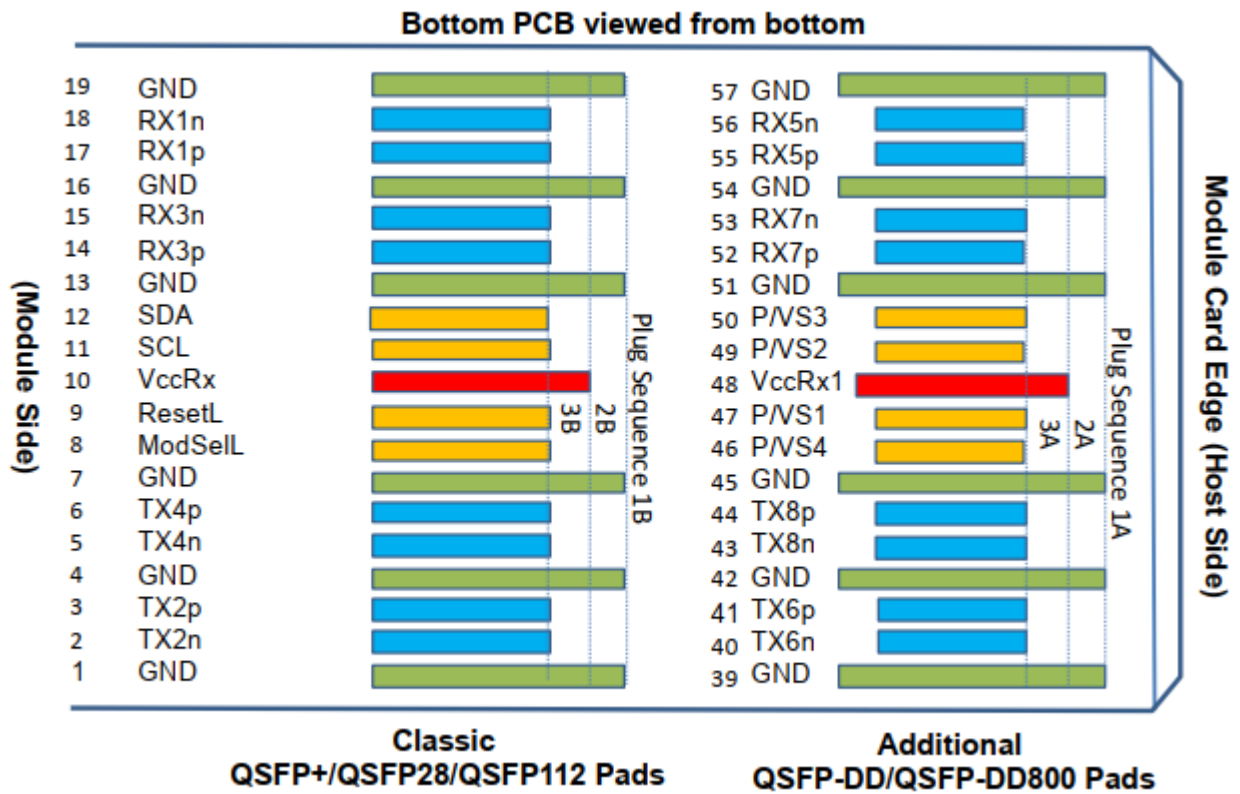 Bottom PCB viewed from bottom
19 GND
18 RX1n
17 RX1p
16 GND
15 RX3n
14 RX3p
13 GND
12 SDA
11 SCL
10 VccRx
9 ResetL
8 ModSelL
7 GND
6 TX4p
5 TX4n
4 GND
3 TX2p
2 TX2n
1 GND
(Module Side)
3B
2B
Plug Sequence 1B
57 GND
56 RX5n
55 RX5p
54 GND
53 RX7n
52 RX7p
51 GND
50 P/VS3
49 P/VS2
48 VccRx1
47 P/VS1
46 P/VS4
45 GND
44 TX8p
43 TX8n
42 GND
41 TX6p
40 TX6n
39 GND
3A
2A
Plug Sequence 1A
Module Card Edge (Host Side)
Classic
QSFP+/QSFP28/QSFP112 Pads
Additional
QSFP-DD/QSFP-DD800 Pads